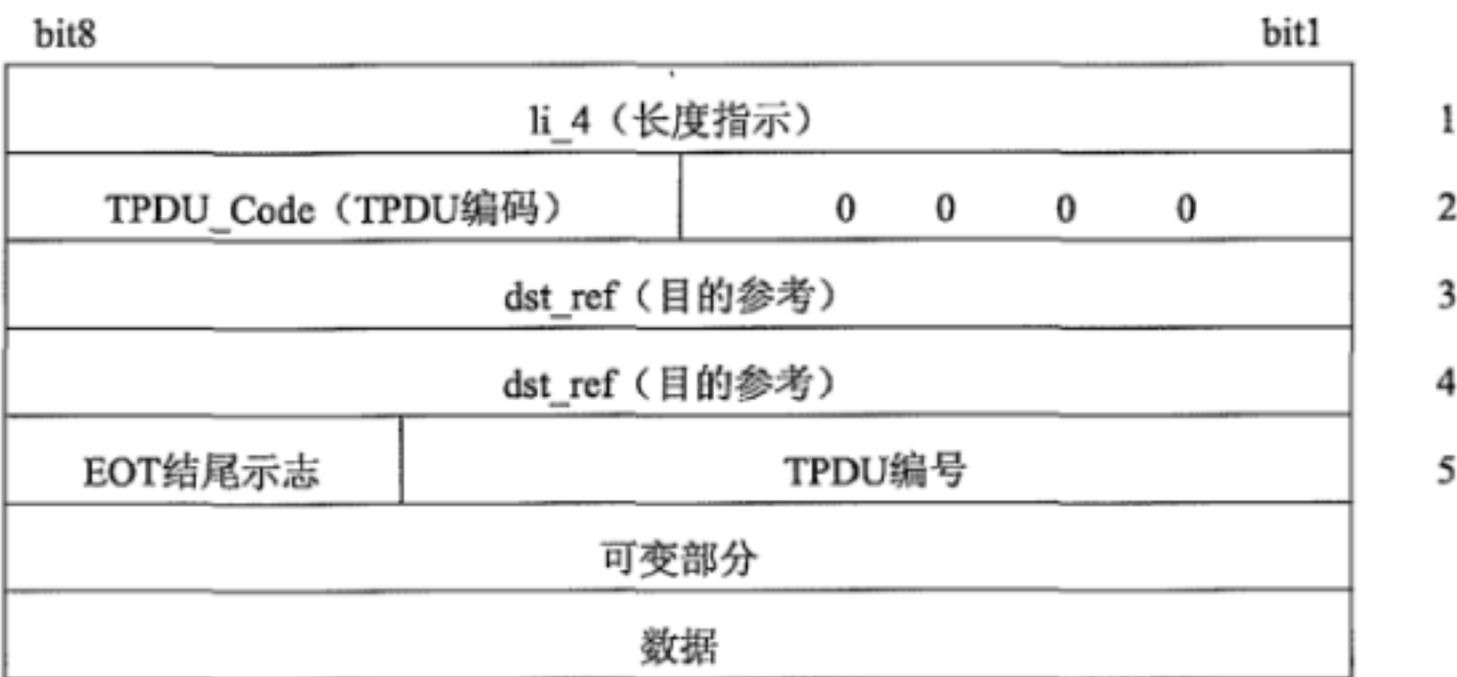 bit8 bit1
li_4（长度指示） 1
TPDU_Code（TPDU编码） 0 0 0 0 2
dst_ref（目的参考） 3
dst_ref（目的参考） 4
EOT结尾示志 TPDU编号 5
可变部分
数据